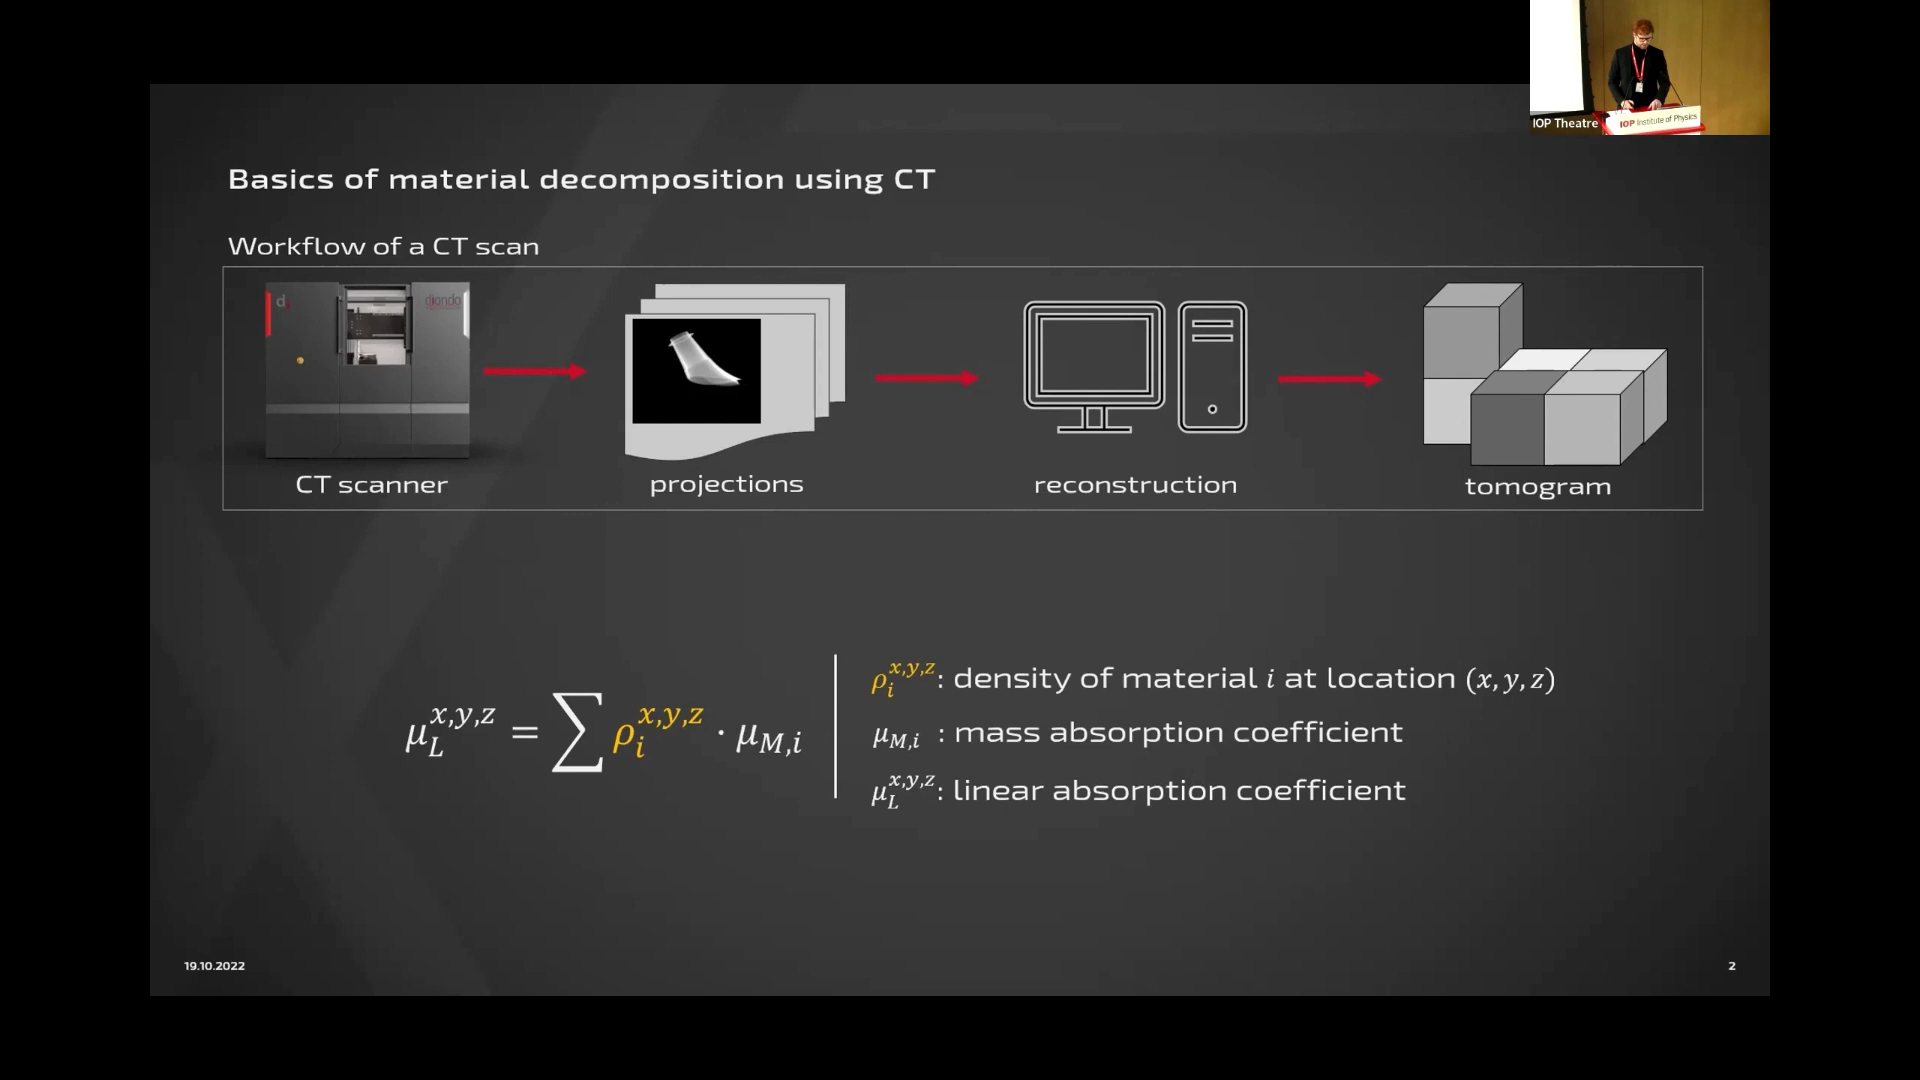 IOP Theatre
IOP Institute of Physics
Basics of material decomposition using CT
Workflow of a CT scan
d.
diondo
CT scanner
projections
reconstruction
tomogram
μ_L^{x,y,z} = ∑ ρ_i^{x,y,z} · μ_{M,i}
ρ_i^{x,y,z}: density of material i at location (x, y, z)
μ_{M,i} : mass absorption coefficient
μ_L^{x,y,z}: linear absorption coefficient
19.10.2022
2